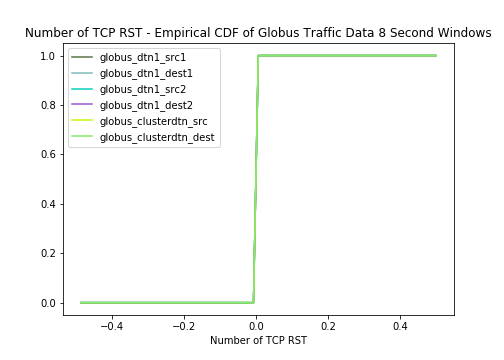 Number of TCP RST - Empirical CDF of Globus Traffic Data 8 Second Windows
globus_dtn1_src1
globus_dtn1_dest1
globus_dtn1_src2
globus_dtn1_dest2
globus_clusterdtn_src
globus_clusterdtn_dest
1.0
0.8
0.6
0.4
0.2
0.0
−0.4 −0.2 0.0 0.2 0.4
Number of TCP RST